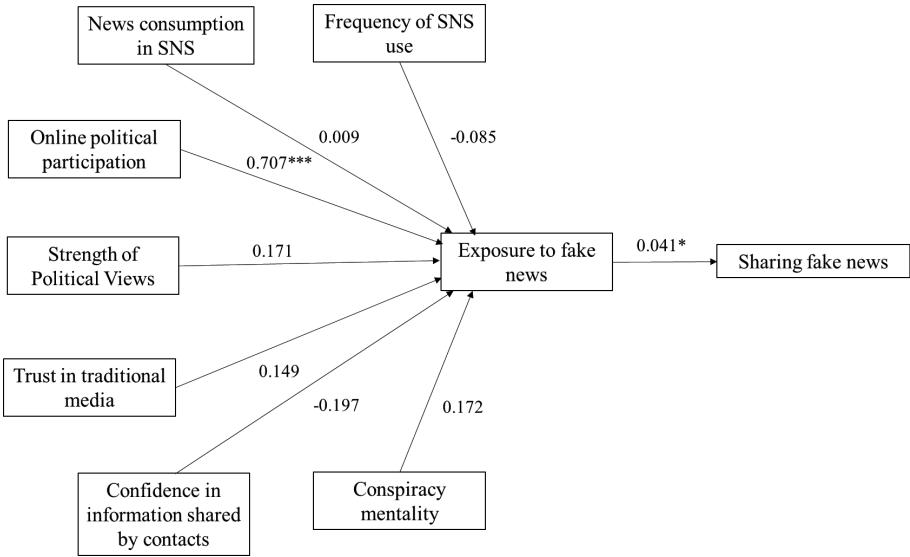 News consumption
in SNS
Frequency of SNS
use
Online political
participation
0.009
-0.085
0.707***
Strength of
Political Views
0.171
Exposure to fake
news
0.041*
Sharing fake news
Trust in traditional
media
0.149
-0.197
0.172
Confidence in
information shared
by contacts
Conspiracy
mentality